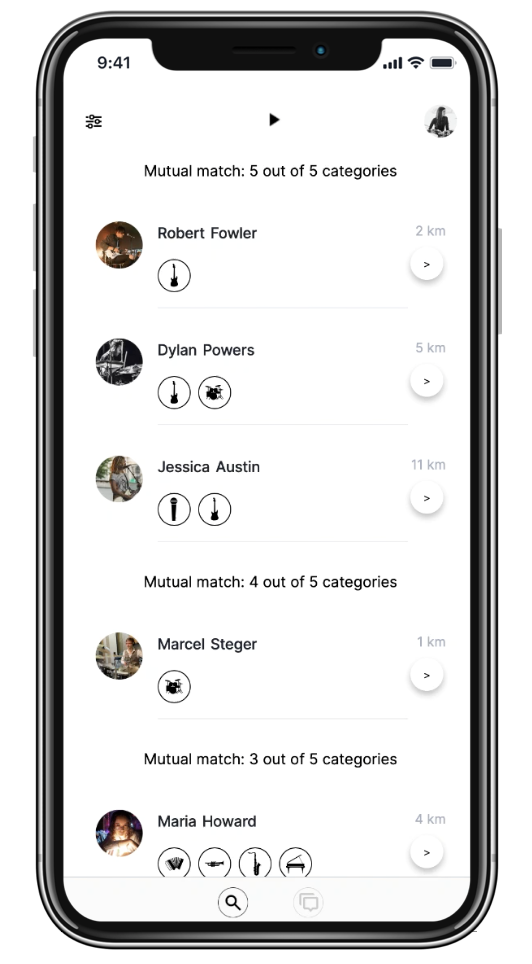 9:41
Mutual match: 5 out of 5 categories
Robert Fowler
2 km
>
Dylan Powers
5 km
>
Jessica Austin
11 km
>
Mutual match: 4 out of 5 categories
Marcel Steger
1 km
>
Mutual match: 3 out of 5 categories
Maria Howard
4 km
>